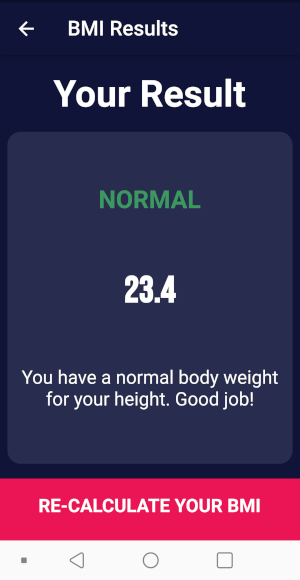 BMI Results
Your Result
NORMAL
23.4
You have a normal body weight
for your height. Good job!
RE-CALCULATE YOUR BMI